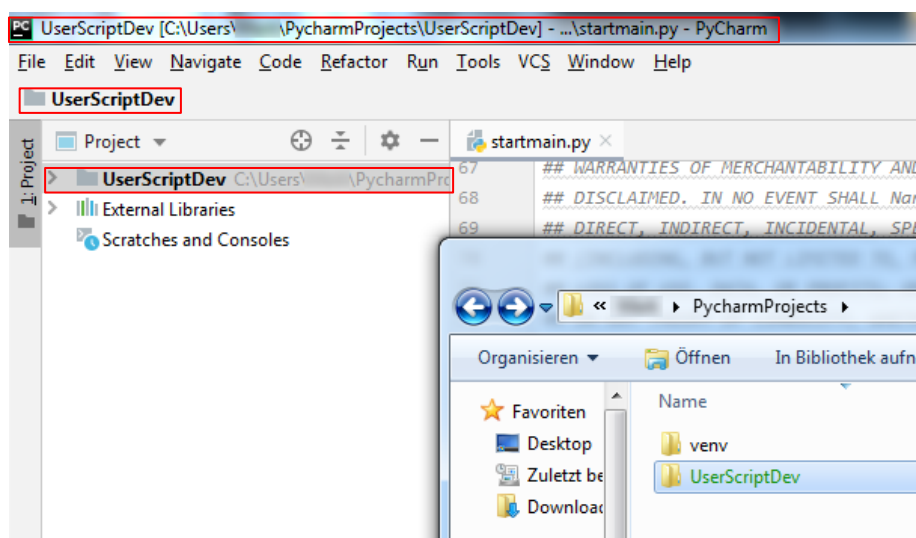 PC UserScriptDev [C:\Users\ \PycharmProjects\UserScriptDev] - ...\startmain.py - PyCharm
File Edit View Navigate Code Refactor Run Tools VCS Window Help
UserScriptDev
1: Project
Project
startmain.py
UserScriptDev C:\Users\ \PycharmPro
External Libraries
Scratches and Consoles
67 ## WARRANTIES OF MERCHANTABILITY AND
68 ## DISCLAIMED. IN NO EVENT SHALL Nar
69 ## DIRECT, INDIRECT, INCIDENTAL, SPE
« PycharmProjects
Organisieren Öffnen In Bibliothek aufn
Favoriten
Desktop
Zuletzt be
Download
Name
venv
UserScriptDev